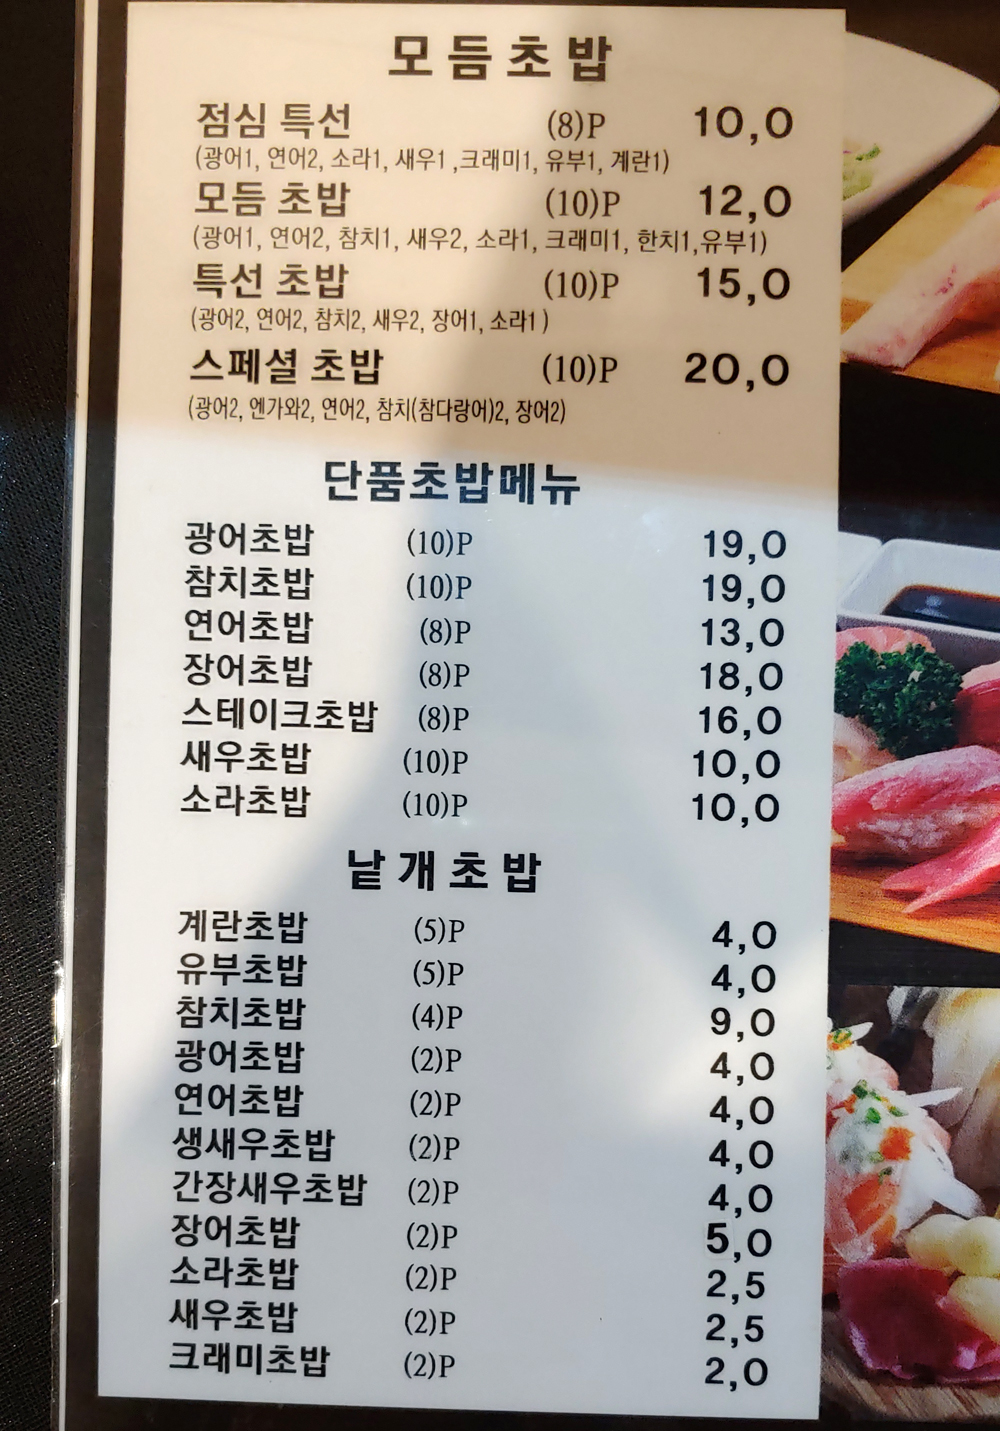 모듬초밥
점심 특선 (8)P 10,0
(광어1, 연어2, 소라1, 새우1 ,크래미1, 유부1, 계란1)
모듬 초밥 (10)P 12,0
(광어1, 연어2, 참치1, 새우2, 소라1, 크래미1, 한치1,유부1)
특선 초밥 (10)P 15,0
(광어2, 연어2, 참치2, 새우2, 장어1, 소라1 )
스페셜 초밥 (10)P 20,0
(광어2, 엔가와2, 연어2, 참치(참다랑어)2, 장어2)
단품초밥메뉴
광어초밥 (10)P 19,0
참치초밥 (10)P 19,0
연어초밥 (8)P 13,0
장어초밥 (8)P 18,0
스테이크초밥 (8)P 16,0
새우초밥 (10)P 10,0
소라초밥 (10)P 10,0
낱개초밥
계란초밥 (5)P 4,0
유부초밥 (5)P 4,0
참치초밥 (4)P 9,0
광어초밥 (2)P 4,0
연어초밥 (2)P 4,0
생새우초밥 (2)P 4,0
간장새우초밥 (2)P 4,0
장어초밥 (2)P 5,0
소라초밥 (2)P 2,5
새우초밥 (2)P 2,5
크래미초밥 (2)P 2,0